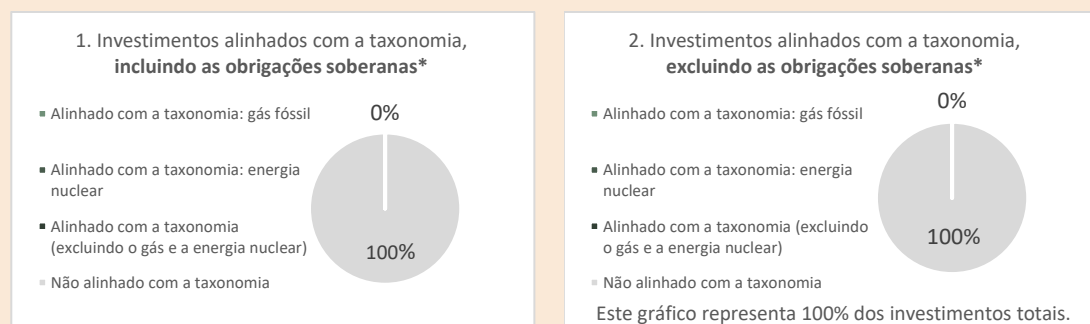 1. Investimentos alinhados com a taxonomia,
incluindo as obrigações soberanas*
Alinhado com a taxonomia: gás fóssil
Alinhado com a taxonomia: energia
nuclear
Alinhado com a taxonomia
(excluindo o gás e a energia nuclear)
Não alinhado com a taxonomia
0%
100%
2. Investimentos alinhados com a taxonomia,
excluindo as obrigações soberanas*
Alinhado com a taxonomia: gás fóssil
Alinhado com a taxonomia: energia
nuclear
Alinhado com a taxonomia (excluindo
o gás e a energia nuclear)
Não alinhado com a taxonomia
0%
100%
Este gráfico representa 100% dos investimentos totais.